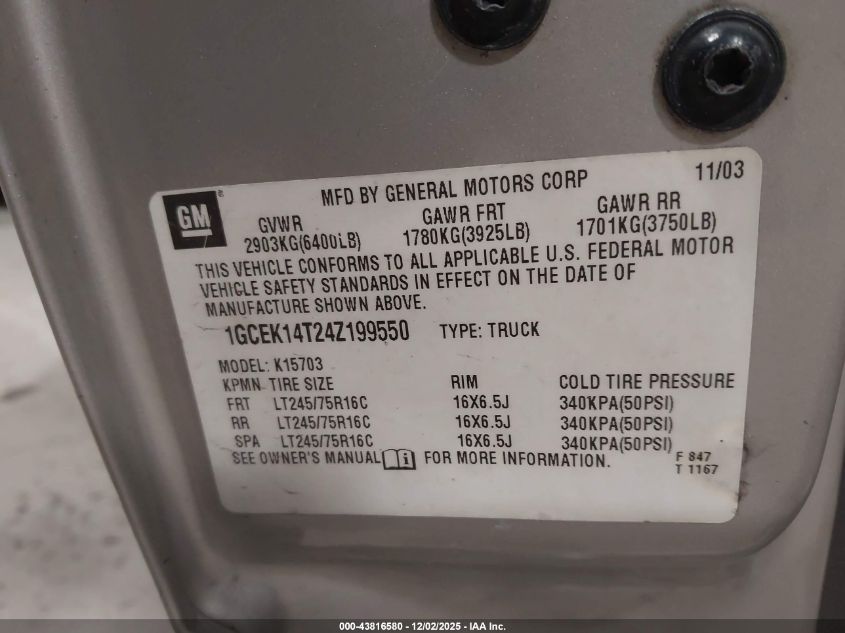 MFD BY GENERAL MOTORS CORP 11/03
GM
GVWR GAWR FRT GAWR RR
2903KG(6400LB) 1780KG(3925LB) 1701KG(3750LB)
THIS VEHICLE CONFORMS TO ALL APPLICABLE U.S. FEDERAL MOTOR
VEHICLE SAFETY STANDARDS IN EFFECT ON THE DATE OF
MANUFACTURE SHOWN ABOVE.
1GCEK14T24Z199550 TYPE: TRUCK
MODEL: K15703
KPMN TIRE SIZE RIM COLD TIRE PRESSURE
FRT LT245/75R16C 16X6.5J 340KPA(50PSI)
RR LT245/75R16C 16X6.5J 340KPA(50PSI)
SPA LT245/75R16C 16X6.5J 340KPA(50PSI)
SEE OWNER'S MANUAL i FOR MORE INFORMATION.
F 847
T 1167
000-43816580 - 12/02/2025 - IAA Inc.